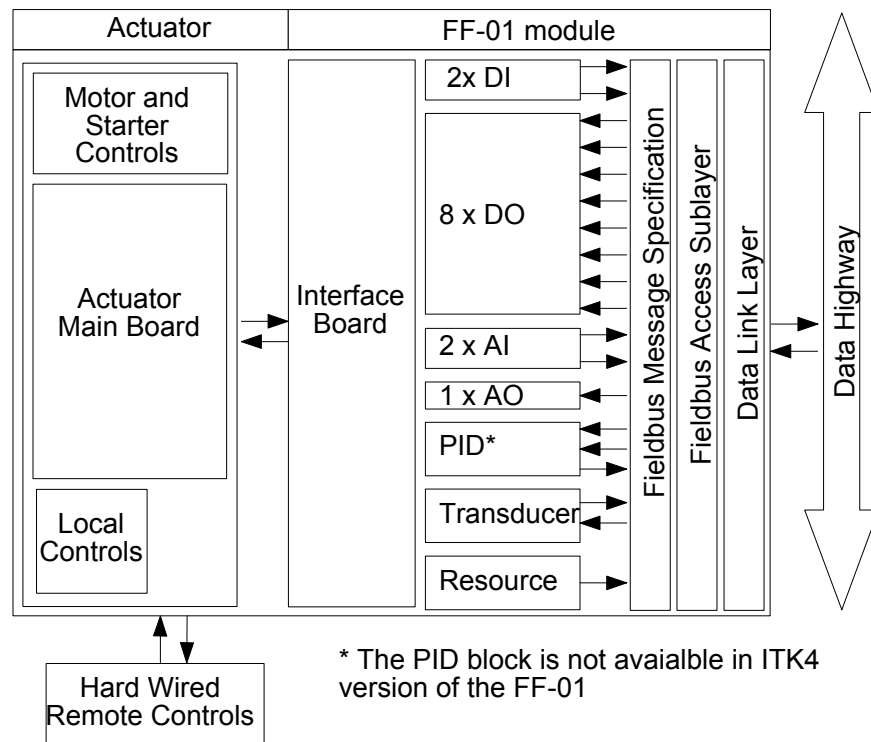 Actuator
FF-01 module
Motor and
Starter
Controls
Actuator
Main Board
Local
Controls
Interface
Board
2x DI
8 x DO
2 x AI
1 x AO
PID*
Transducer
Resource
Fieldbus Message Specification
Fieldbus Access Sublayer
Data Link Layer
Data Highway
Hard Wired
Remote Controls
* The PID block is not avaialble in ITK4
version of the FF-01